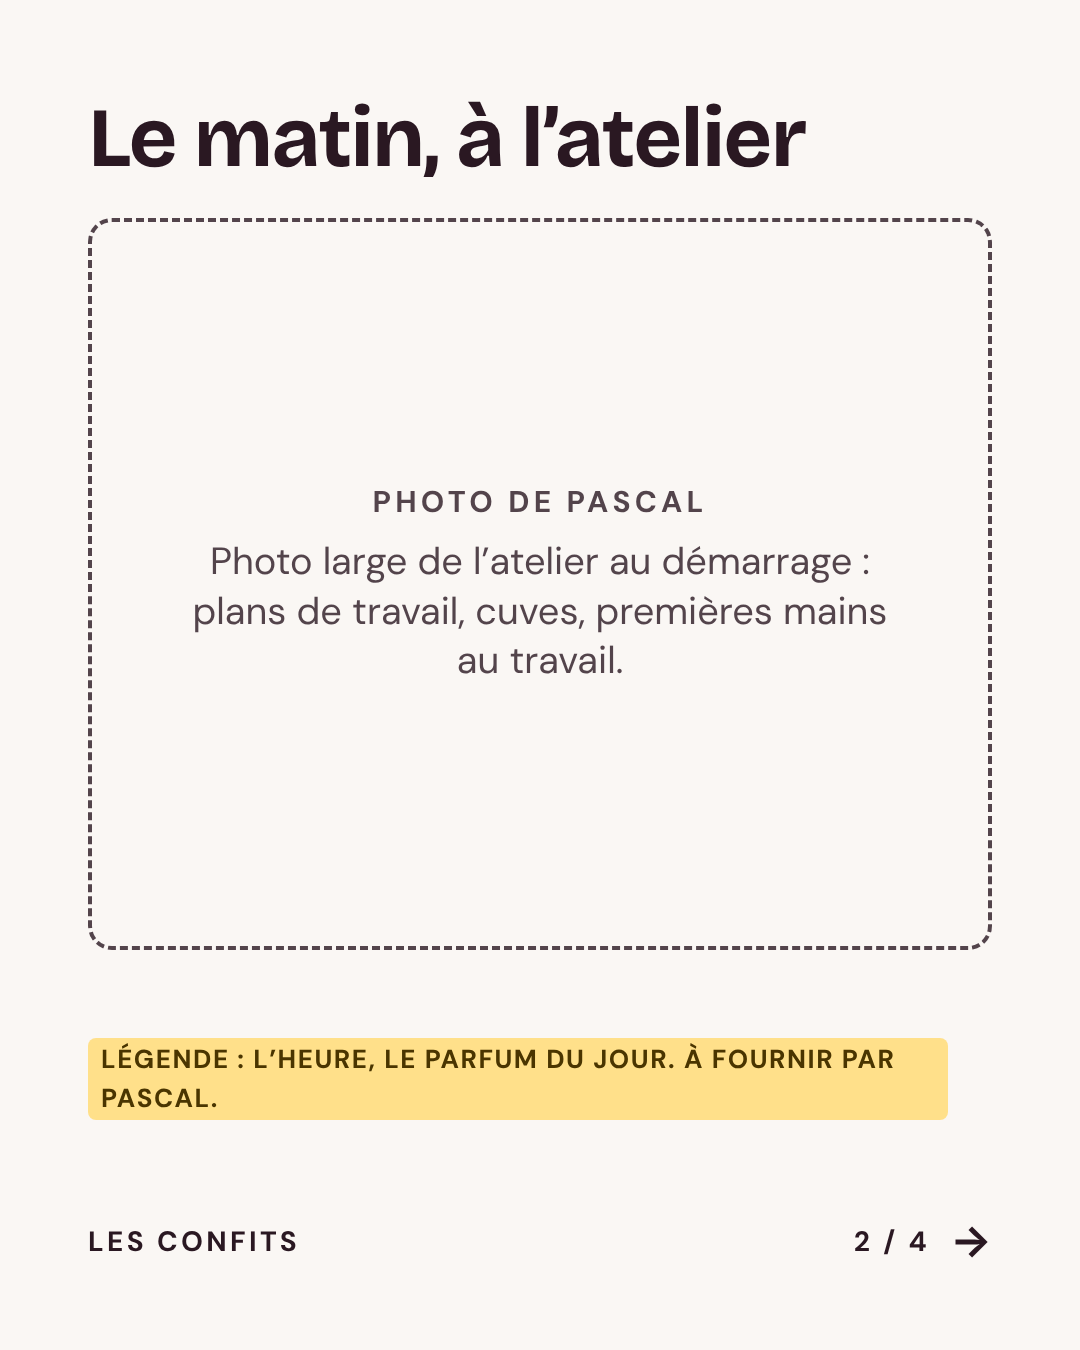 Le matin, à l’atelier
PHOTO DE PASCAL
Photo large de l’atelier au démarrage :
plans de travail, cuves, premières mains
au travail.
LÉGENDE : L’HEURE, LE PARFUM DU JOUR. À FOURNIR PAR
PASCAL.
LES CONFITS
2 / 4 →